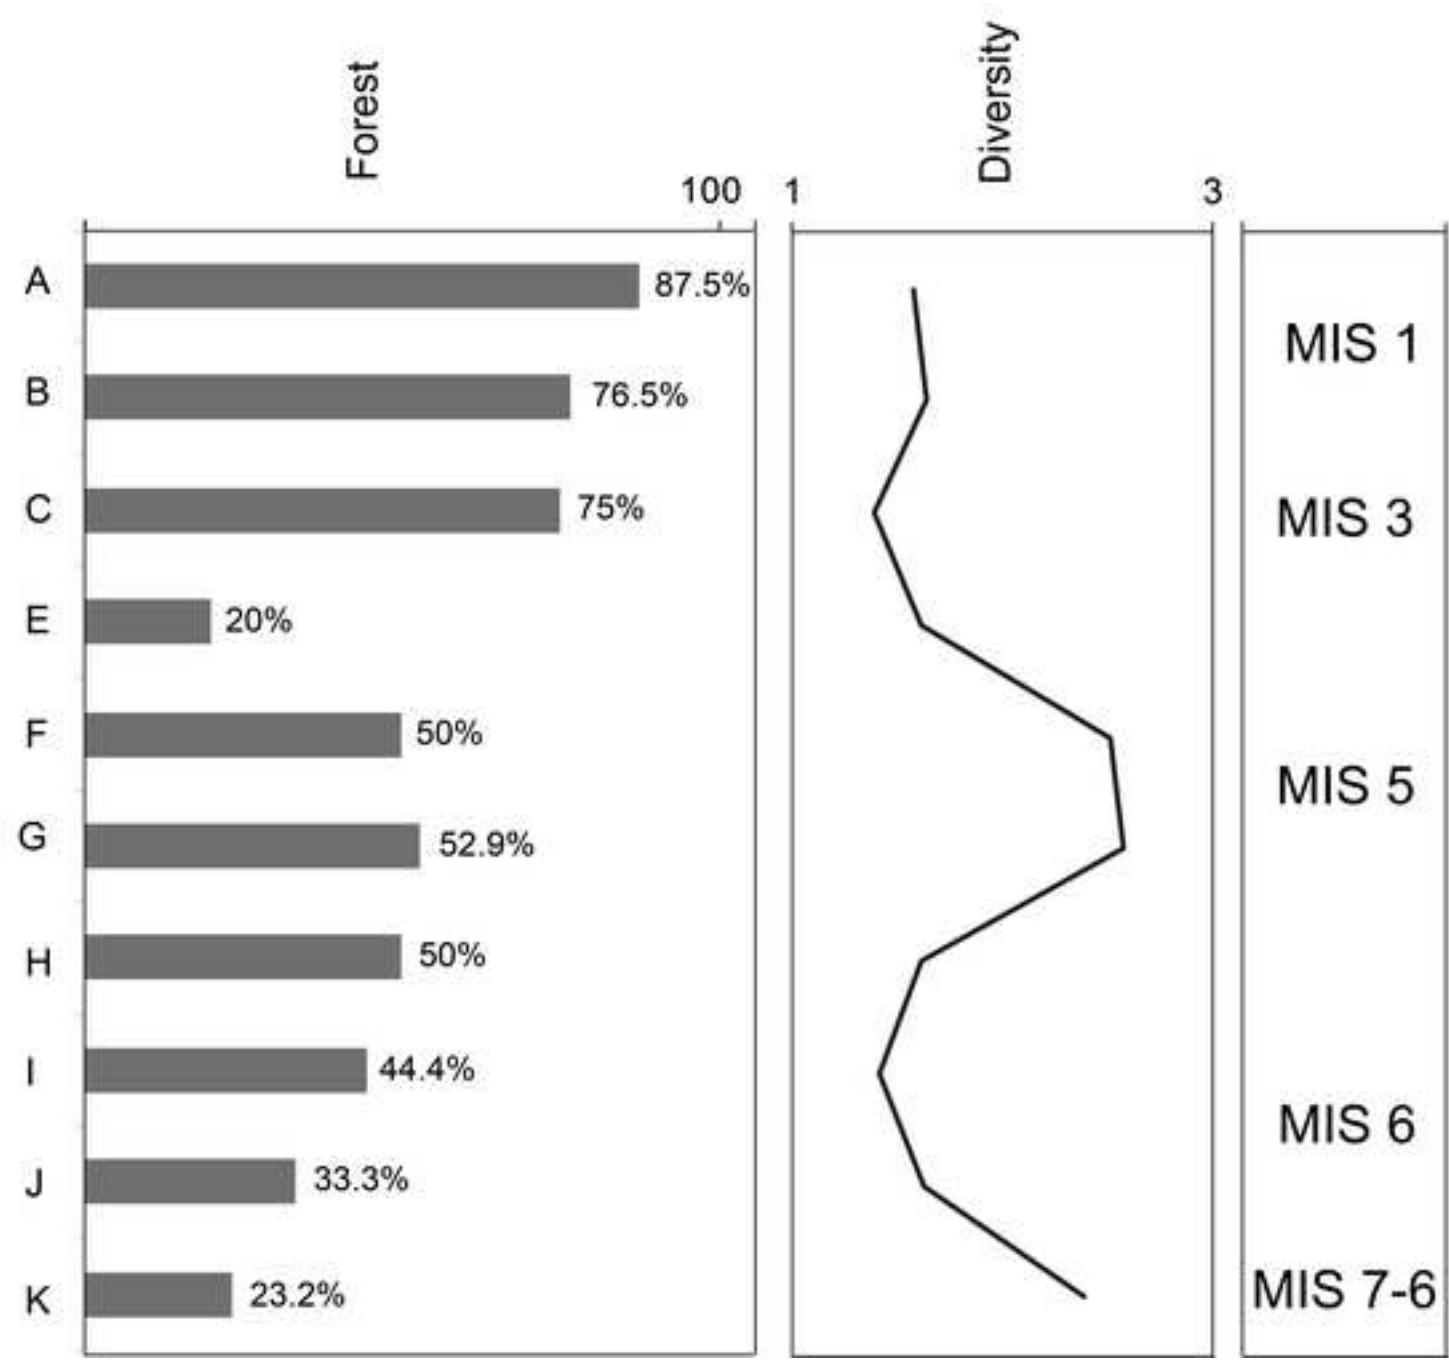 Forest
Diversity
100
1
3
A
87.5%
MIS 1
B
76.5%
C
75%
MIS 3
E
20%
F
50%
MIS 5
G
52.9%
H
50%
I
44.4%
MIS 6
J
33.3%
K
23.2%
MIS 7-6